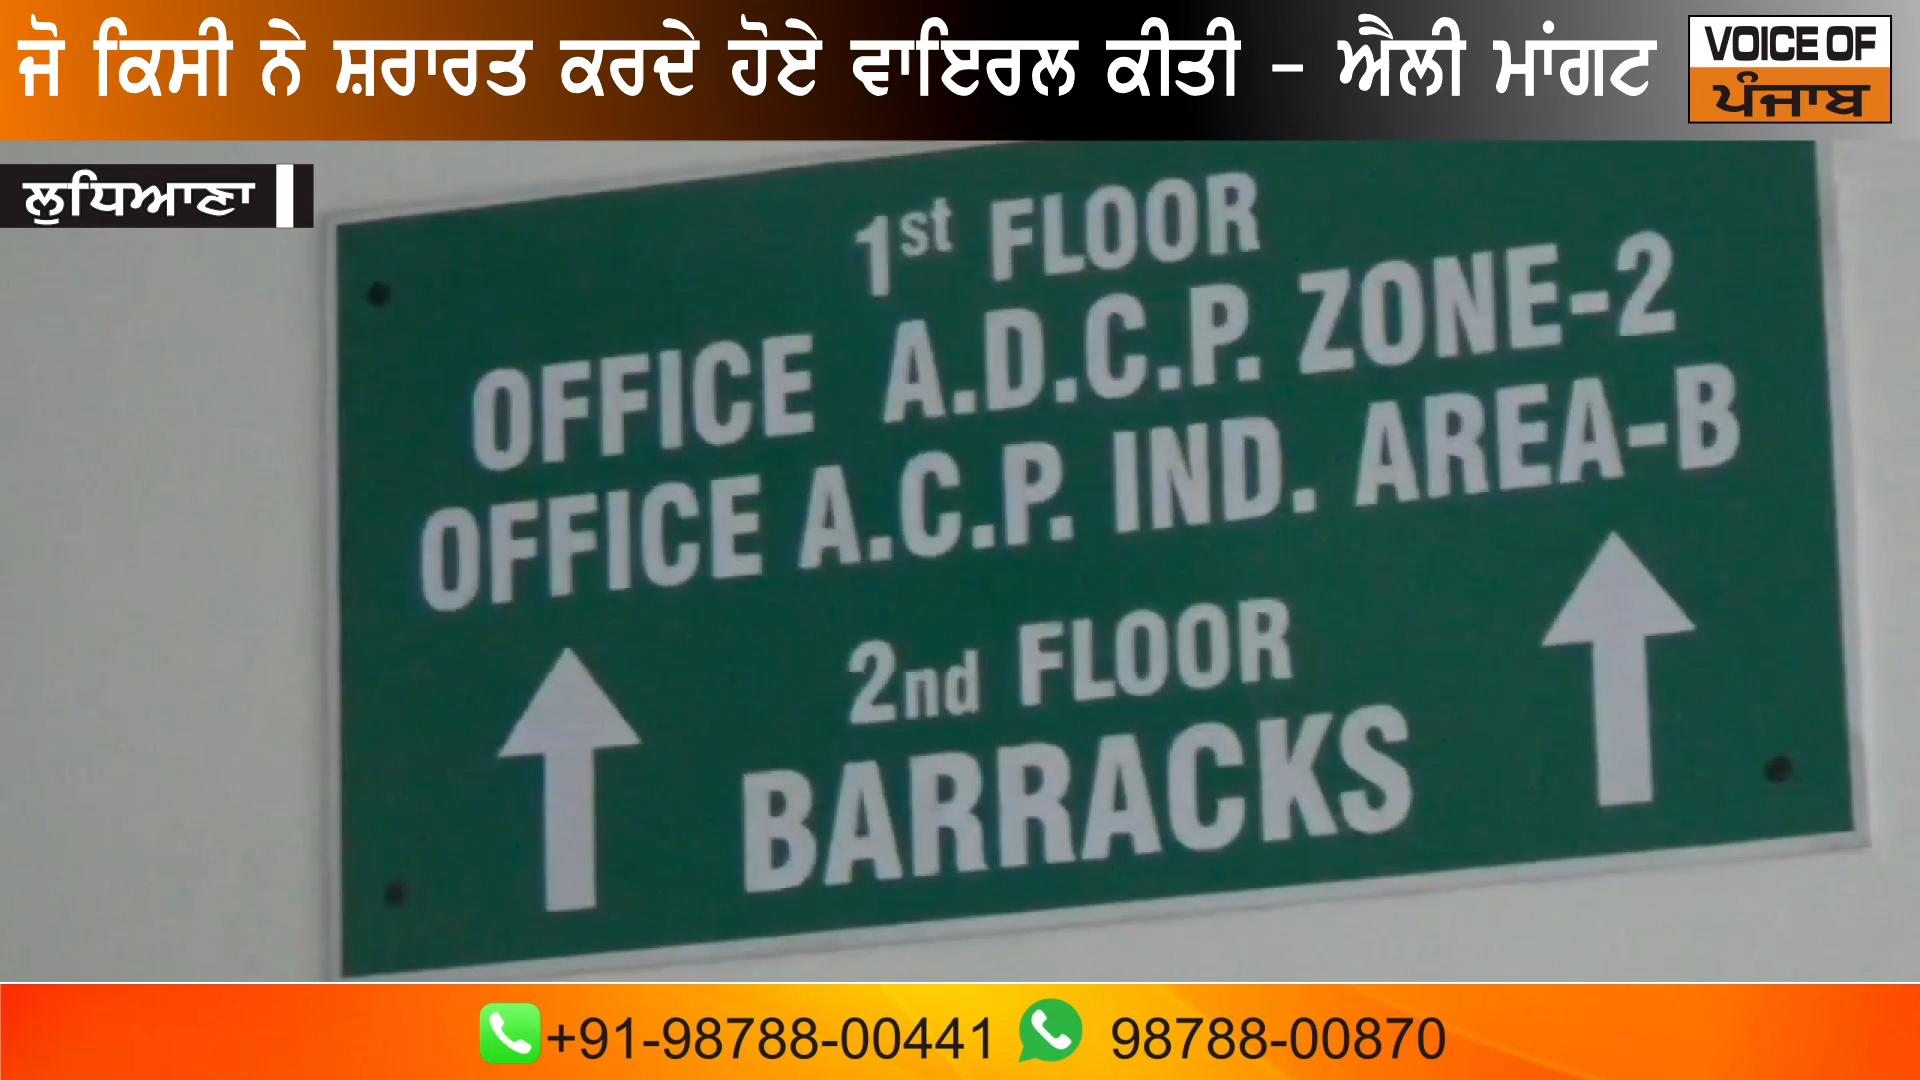 ਜੋ ਕਿਸੀ ਨੇ ਸ਼ਰਾਰਤ ਕਰਦੇ ਹੋਏ ਵਾਇਰਲ ਕੀਤੀ - ਐਲੀ ਮਾਂਗਟ
VOICE OF
ਪੰਜਾਬ
ਲੁਧਿਆਣਾ
1st FLOOR
OFFICE A.D.C.P. ZONE-2
OFFICE A.C.P. IND. AREA-B
2nd FLOOR
BARRACKS
+91-98788-00441 98788-00870